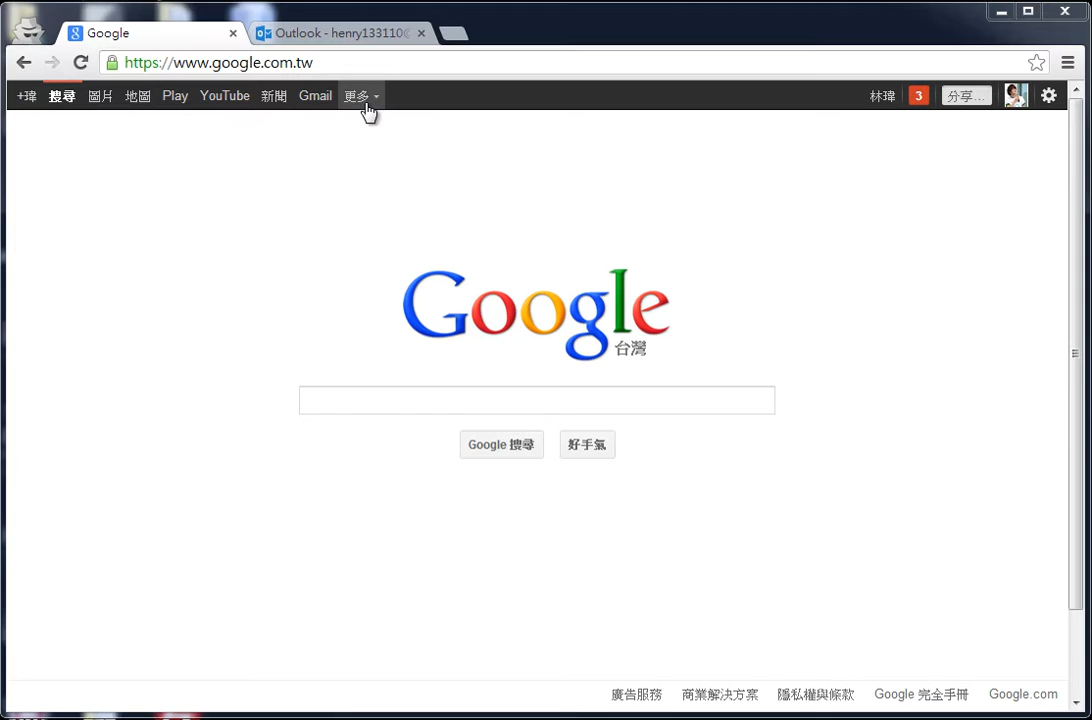 Google
Outlook - henry133110@
https://www.google.com.tw
+瑋 搜尋 圖片 地圖 Play YouTube 新聞 Gmail 更多 林瑋 3 分享...
Google
台灣
Google 搜尋 好手氣
廣告服務 商業解決方案 隱私權與條款 Google 完全手冊 Google.com